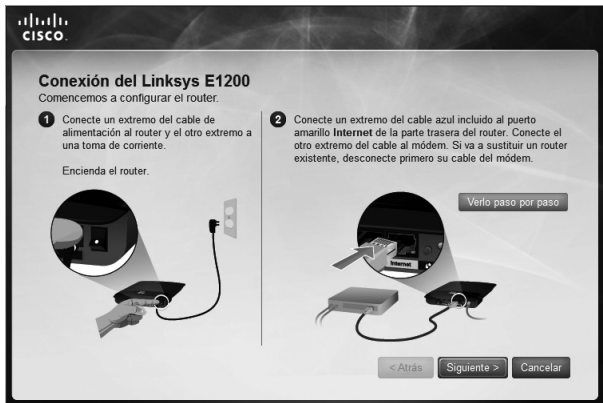 CISCO
Conexión del Linksys E1200
Comencemos a configurar el router.
1 Conecte un extremo del cable de
alimentación al router y el otro extremo a
una toma de corriente.
Encienda el router.
2 Conecte un extremo del cable azul incluido al puerto
amarillo Internet de la parte trasera del router. Conecte el
otro extremo del cable al módem. Si va a sustituir un router
existente, desconecte primero su cable del módem.
Verlo paso por paso
Internet
< Atrás
Siguiente >
Cancelar